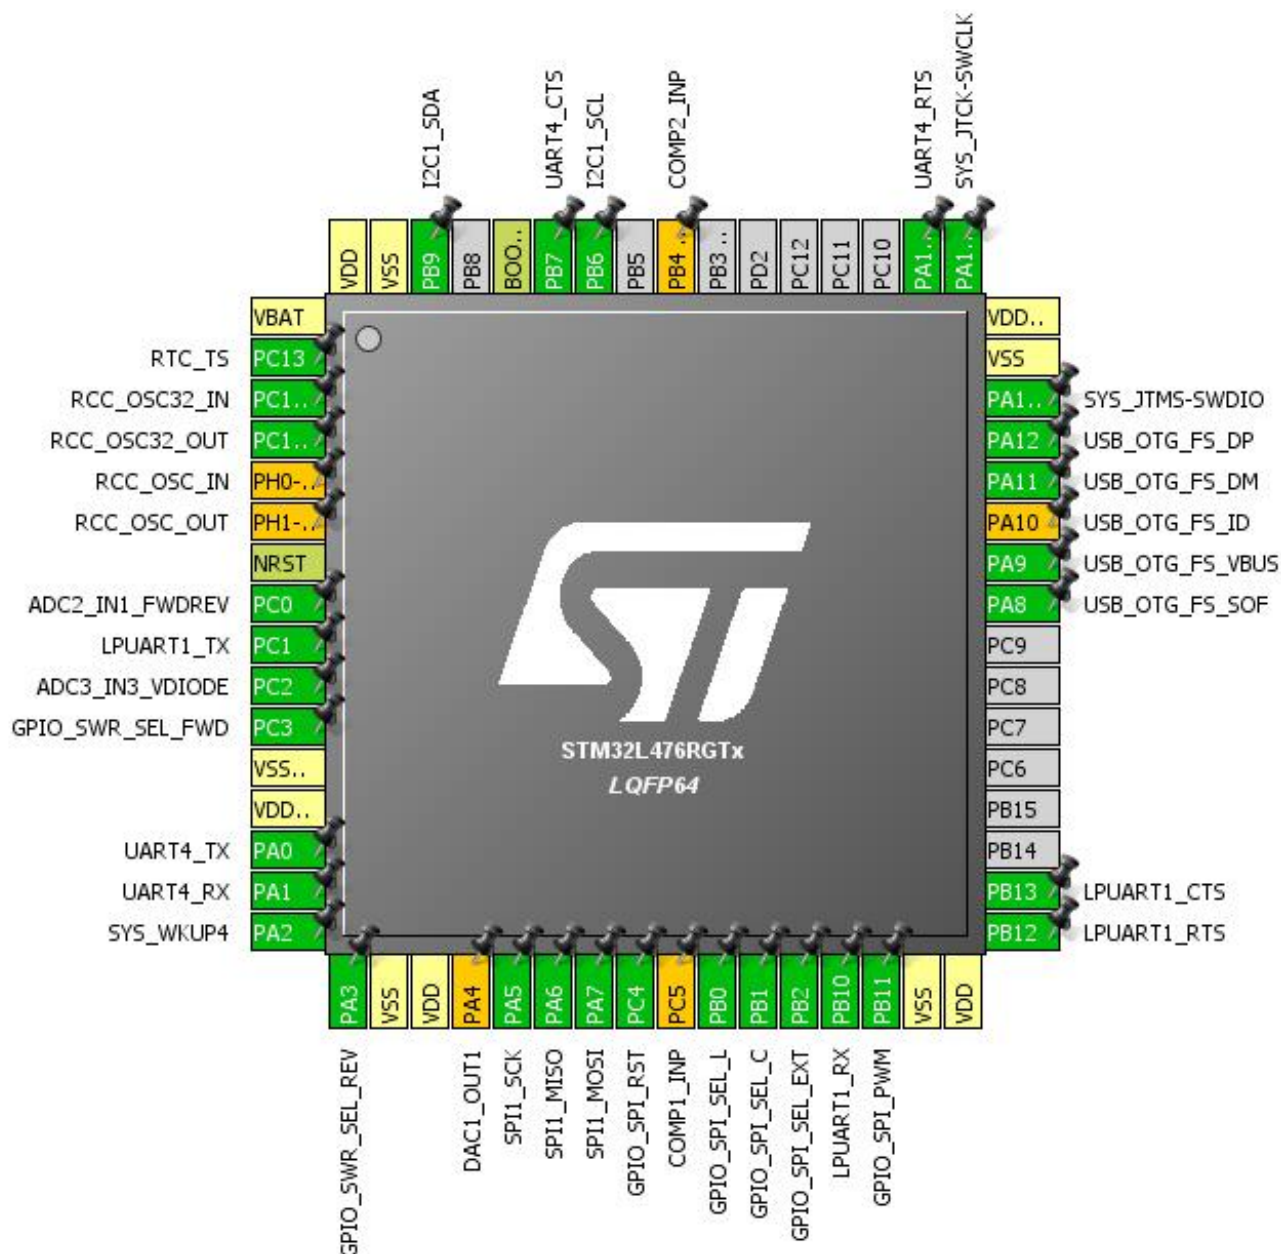 I2C1_SDA
UART4_CTS
I2C1_SCL
COMP2_INP
UART4_RTS
SYS_JTCK-SWCLK
VDD
VSS
PB9
PB8
BOO..
PB7
PB6
PB5
PB4 ..
PB3 ..
PD2
PC12
PC11
PC10
PA1..
PA1..
VBAT
RTC_TS PC13
RCC_OSC32_IN PC1..
RCC_OSC32_OUT PC1..
RCC_OSC_IN PH0-..
RCC_OSC_OUT PH1-..
NRST
ADC2_IN1_FWDREV PC0
LPUART1_TX PC1
ADC3_IN3_VDIODE PC2
GPIO_SWR_SEL_FWD PC3
VSS..
VDD..
UART4_TX PA0
UART4_RX PA1
SYS_WKUP4 PA2
ST
STM32L476RGTx
LQFP64
VDD..
VSS
PA1.. SYS_JTMS-SWDIO
PA12 USB_OTG_FS_DP
PA11 USB_OTG_FS_DM
PA10 USB_OTG_FS_ID
PA9 USB_OTG_FS_VBUS
PA8 USB_OTG_FS_SOF
PC9
PC8
PC7
PC6
PB15
PB14
PB13 LPUART1_CTS
PB12 LPUART1_RTS
PA3
VSS
VDD
PA4
PA5
PA6
PA7
PC4
PC5
PB0
PB1
PB2
PB10
PB11
VSS
VDD
GPIO_SWR_SEL_REV
DAC1_OUT1
SPI1_SCK
SPI1_MISO
SPI1_MOSI
GPIO_SPI_RST
COMP1_INP
GPIO_SPI_SEL_L
GPIO_SPI_SEL_C
GPIO_SPI_SEL_EXT
LPUART1_RX
GPIO_SPI_PWM